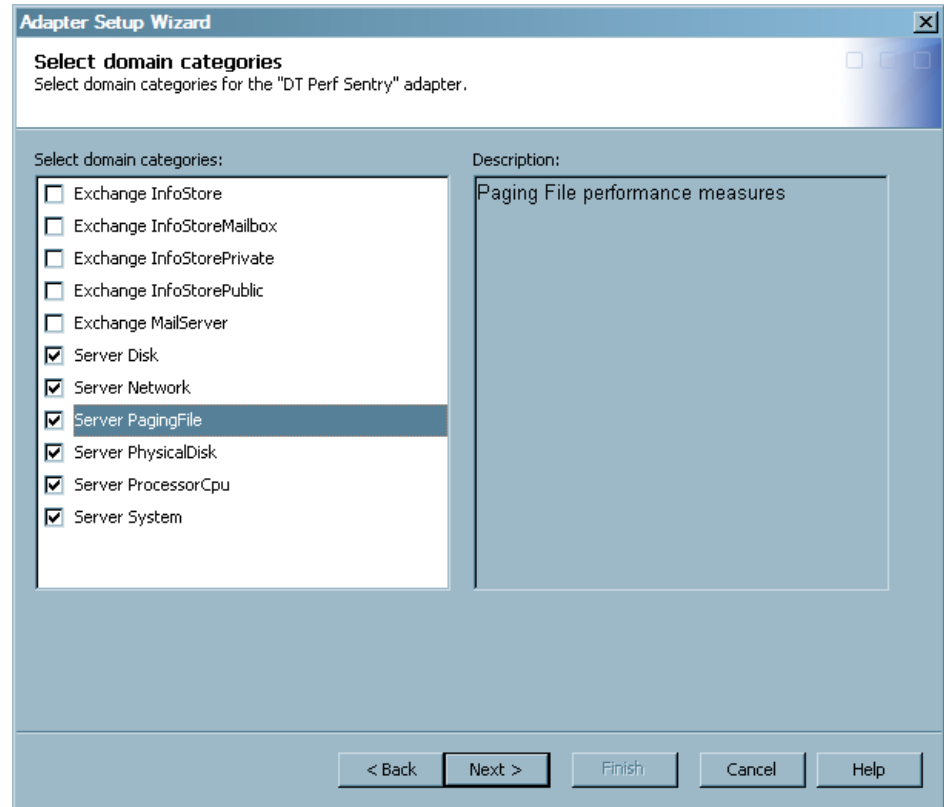 Adapter Setup Wizard
Select domain categories
Select domain categories for the "DT Perf Sentry" adapter.
Select domain categories:
Description:
Exchange InfoStore
Paging File performance measures
Exchange InfoStoreMailbox
Exchange InfoStorePrivate
Exchange InfoStorePublic
Exchange MailServer
Server Disk
Server Network
Server PagingFile
Server PhysicalDisk
Server ProcessorCpu
Server System
< Back
Next >
Finish
Cancel
Help